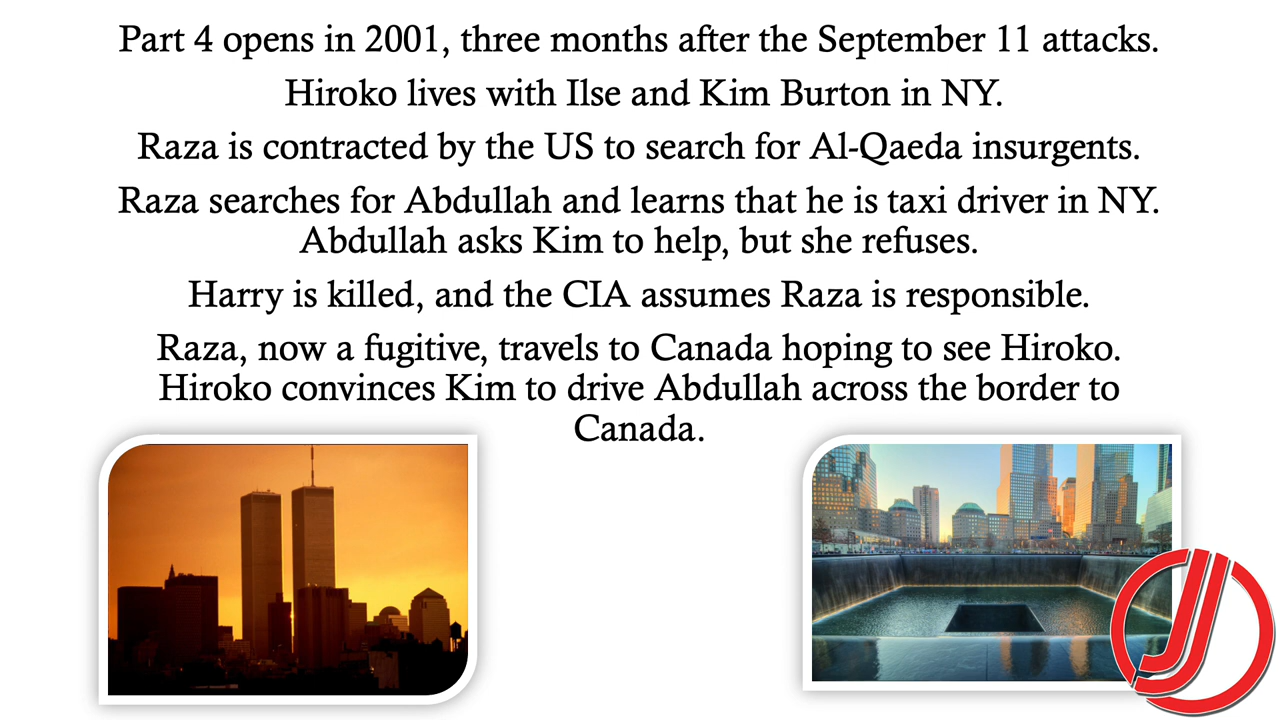 Part 4 opens in 2001, three months after the September 11 attacks.
Hiroko lives with Ilse and Kim Burton in NY.
Raza is contracted by the US to search for Al-Qaeda insurgents.
Raza searches for Abdullah and learns that he is taxi driver in NY.
Abdullah asks Kim to help, but she refuses.
Harry is killed, and the CIA assumes Raza is responsible.
Raza, now a fugitive, travels to Canada hoping to see Hiroko.
Hiroko convinces Kim to drive Abdullah across the border to
Canada.